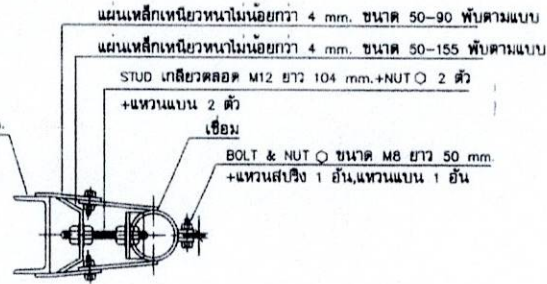 แผ่นเหล็กเหนียวหนาไม่น้อยกว่า 4 mm. ขนาด 50-90 พับตามแบบ
แผ่นเหล็กเหนียวหนาไม่น้อยกว่า 4 mm. ขนาด 50-155 พับตามแบบ
STUD เกลียวตลอด M12 ยาว 104 mm.+NUT 2 ตัว
+แหวนแบน 2 ตัว
เชื่อม
BOLT & NUT ขนาด M8 ยาว 50 mm.
+แหวนสปริง 1 อัน,แหวนแบน 1 อัน